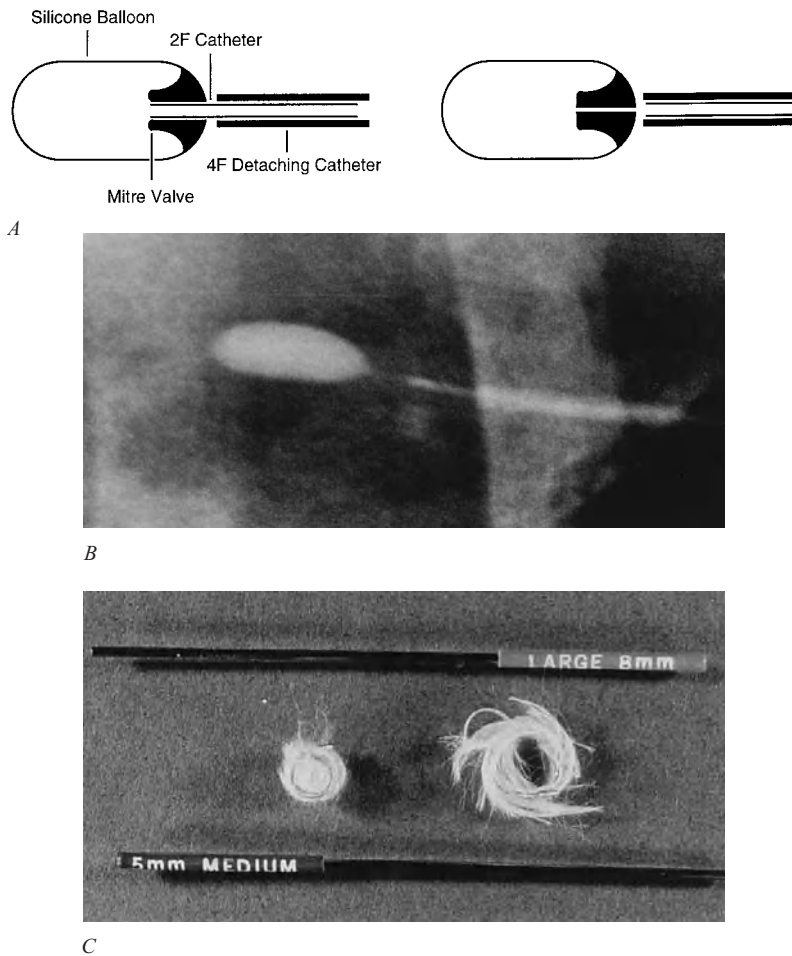 Silicone Balloon
2F Catheter
4F Detaching Catheter
Mitre Valve
A
B
LARGE 8mm
5mm MEDIUM
C